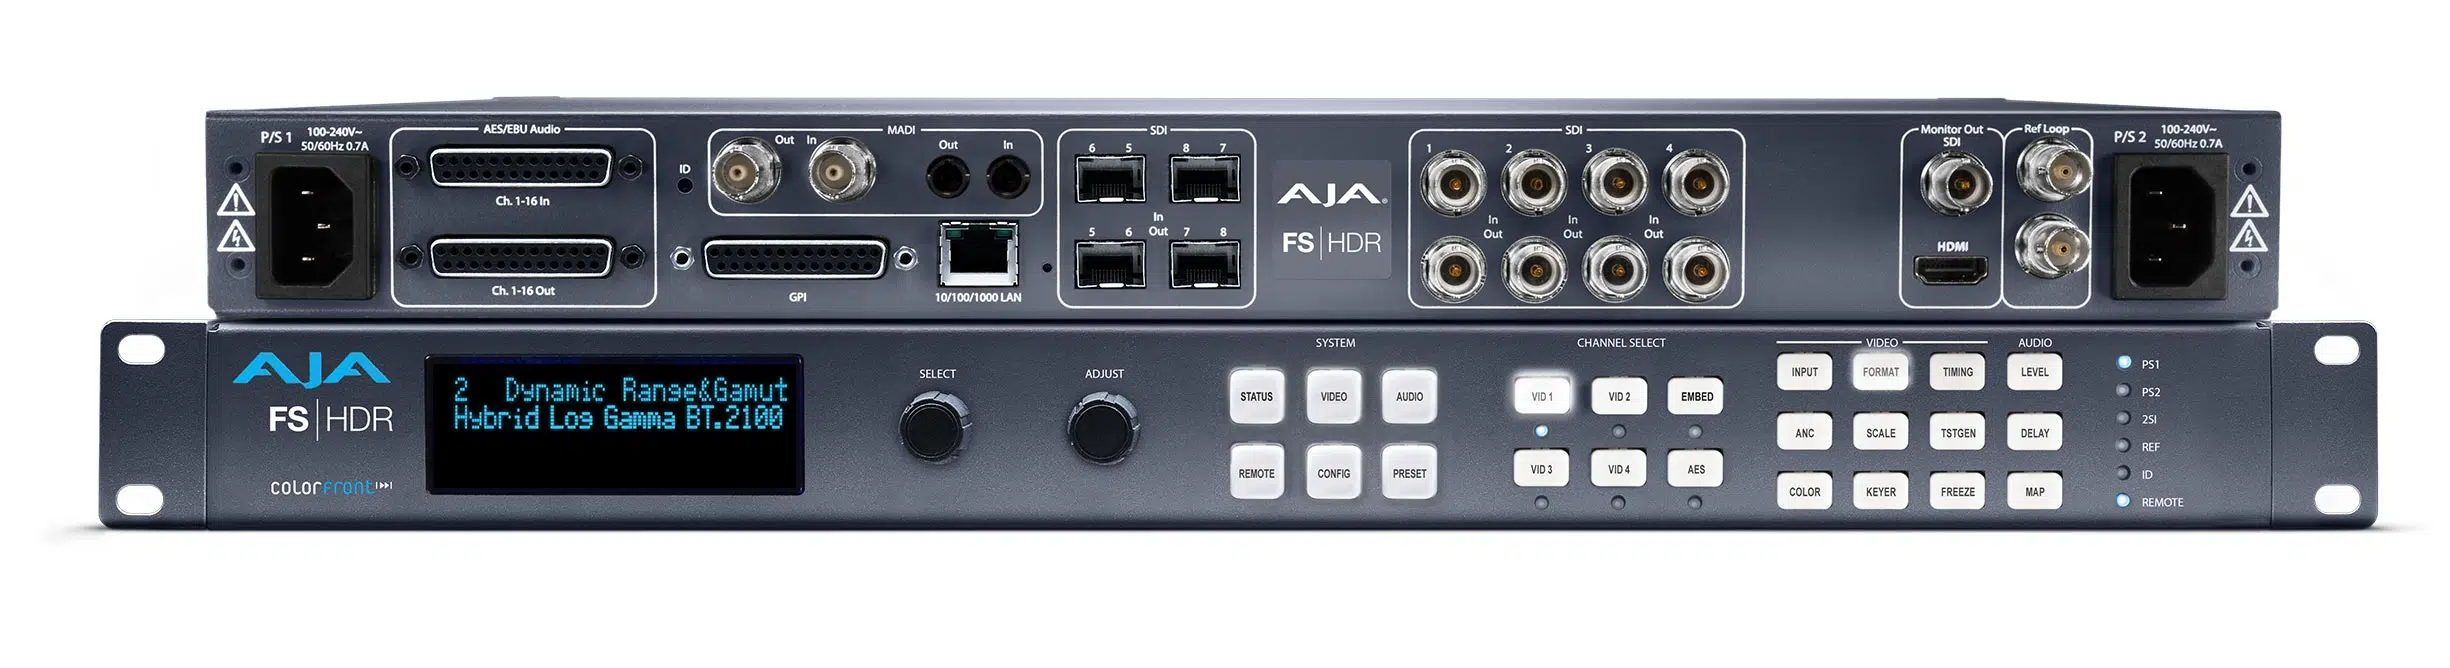 P/S 1
100-240V~
50/60Hz 0.7A
AES/EBU Audio
Ch. 1-16 In
Ch. 1-16 Out
ID
MADI
Out In
Out In
GPI
10/100/1000 LAN
SDI
6 5 8 7
In
Out
5 6 7 8
AJA®
FS|HDR
SDI
1 2 3 4
In In In
Out Out Out
Monitor Out
SDI
HDMI
Ref Loop
P/S 2
100-240V~
50/60Hz 0.7A
AJA
FS|HDR
colorfront
2 Dynamic Range&Gamut
Hybrid Log Gamma BT.2100
SELECT
ADJUST
SYSTEM
STATUS VIDEO AUDIO
REMOTE CONFIG PRESET
CHANNEL SELECT
VID 1 VID 2 EMBED
VID 3 VID 4 AES
VIDEO AUDIO
INPUT FORMAT TIMING LEVEL
ANC SCALE TSTGEN DELAY
COLOR KEYER FREEZE MAP
PS1
PS2
2SI
REF
ID
REMOTE